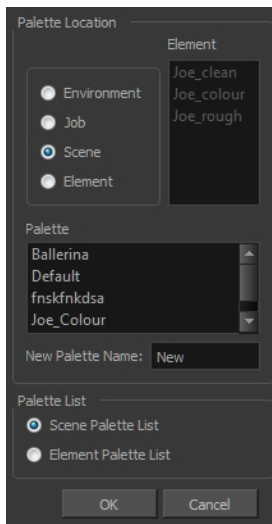 Palette Location
Element
Joe_clean
Joe_colour
Joe_rough
Environment
Job
Scene
Element
Palette
Ballerina
Default
fnskfnkdsa
Joe_Colour
New Palette Name: New
Palette List
Scene Palette List
Element Palette List
OK Cancel